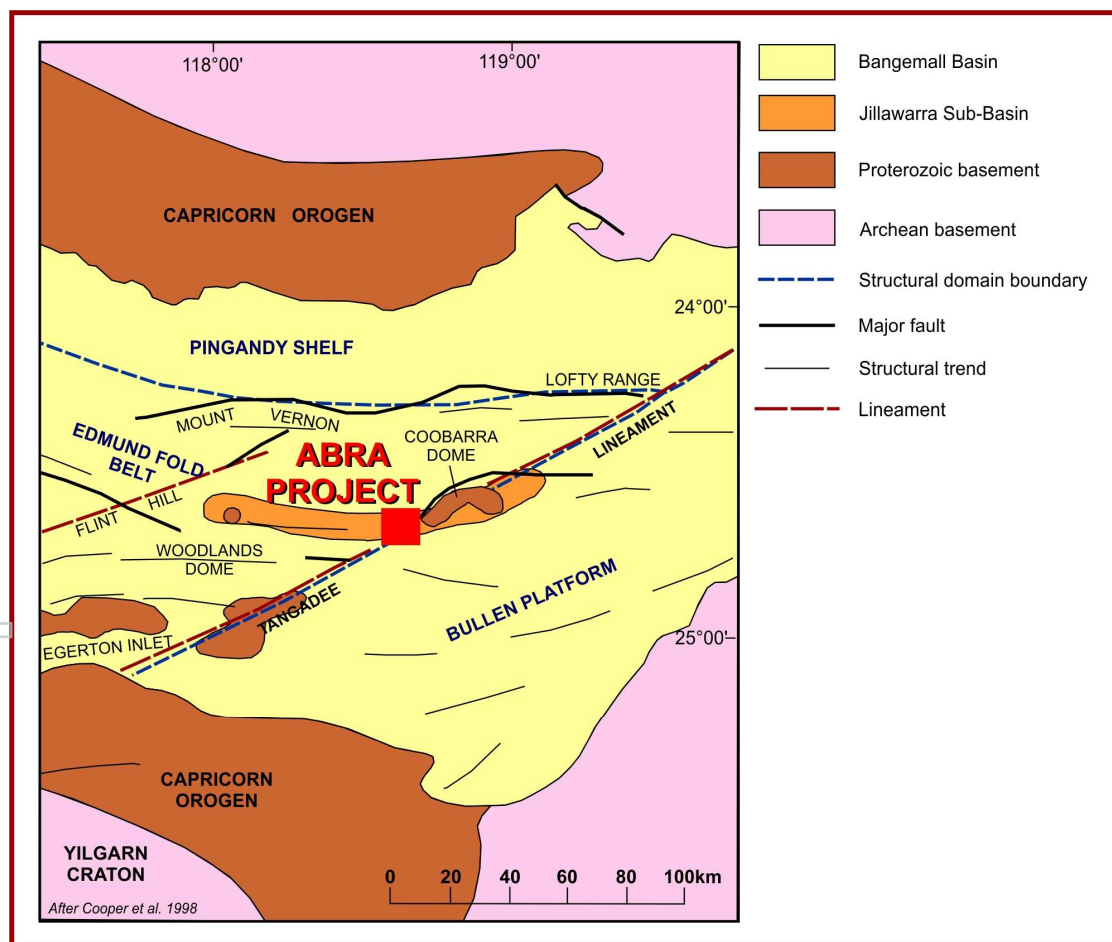 118°00'
119°00'
CAPRICORN OROGEN
24°00'
PINGANDY SHELF
LOFTY RANGE
MOUNT VERNON
EDMUND FOLD
BELT
COOBARRA
DOME
LINEAMENT
ABRA
PROJECT
FLINT HILL
WOODLANDS
DOME
TANGADEE
BULLEN PLATFORM
EGERTON INLET
25°00'
CAPRICORN
OROGEN
YILGARN
CRATON
0 20 40 60 80 100km
After Cooper et al. 1998
Bangemall Basin
Jillawarra Sub-Basin
Proterozoic basement
Archean basement
Structural domain boundary
Major fault
Structural trend
Lineament